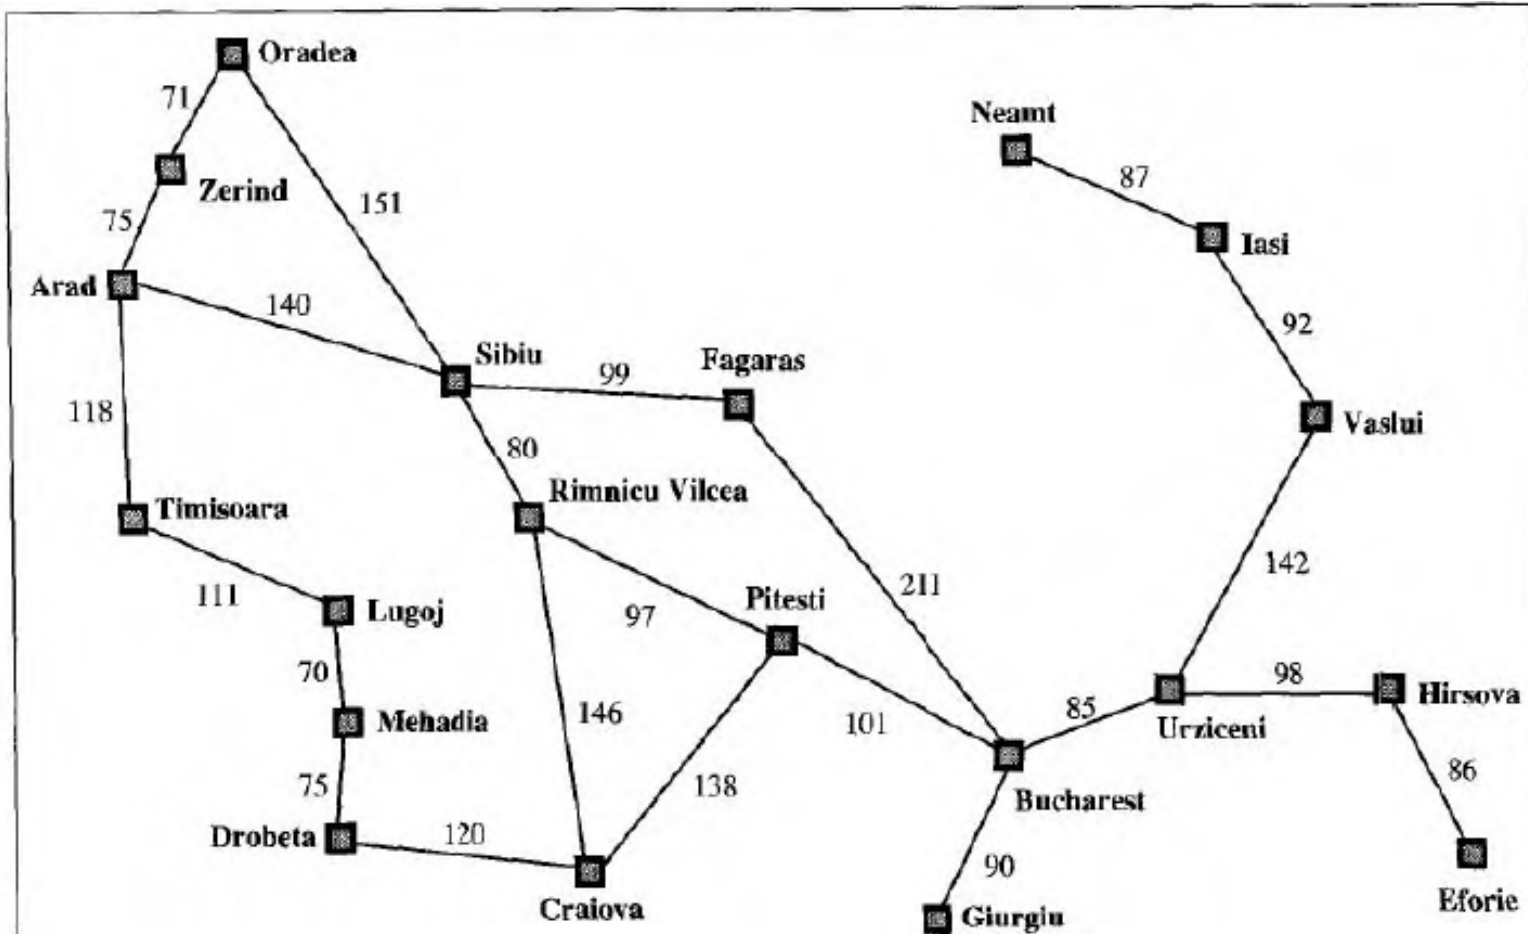 Oradea
71
Neamt
87
Zerind
151
75
Iasi
Arad
140
92
Sibiu
99
Fagaras
118
Vaslui
80
Rimnicu Vilcea
Timisoara
142
111
Lugoj
97
Pitesti
211
70
98
Hirsova
Mehadia
146
101
85
Urziceni
75
138
86
Bucharest
Drobeta
120
90
Craiova
Giurgiu
Eforie